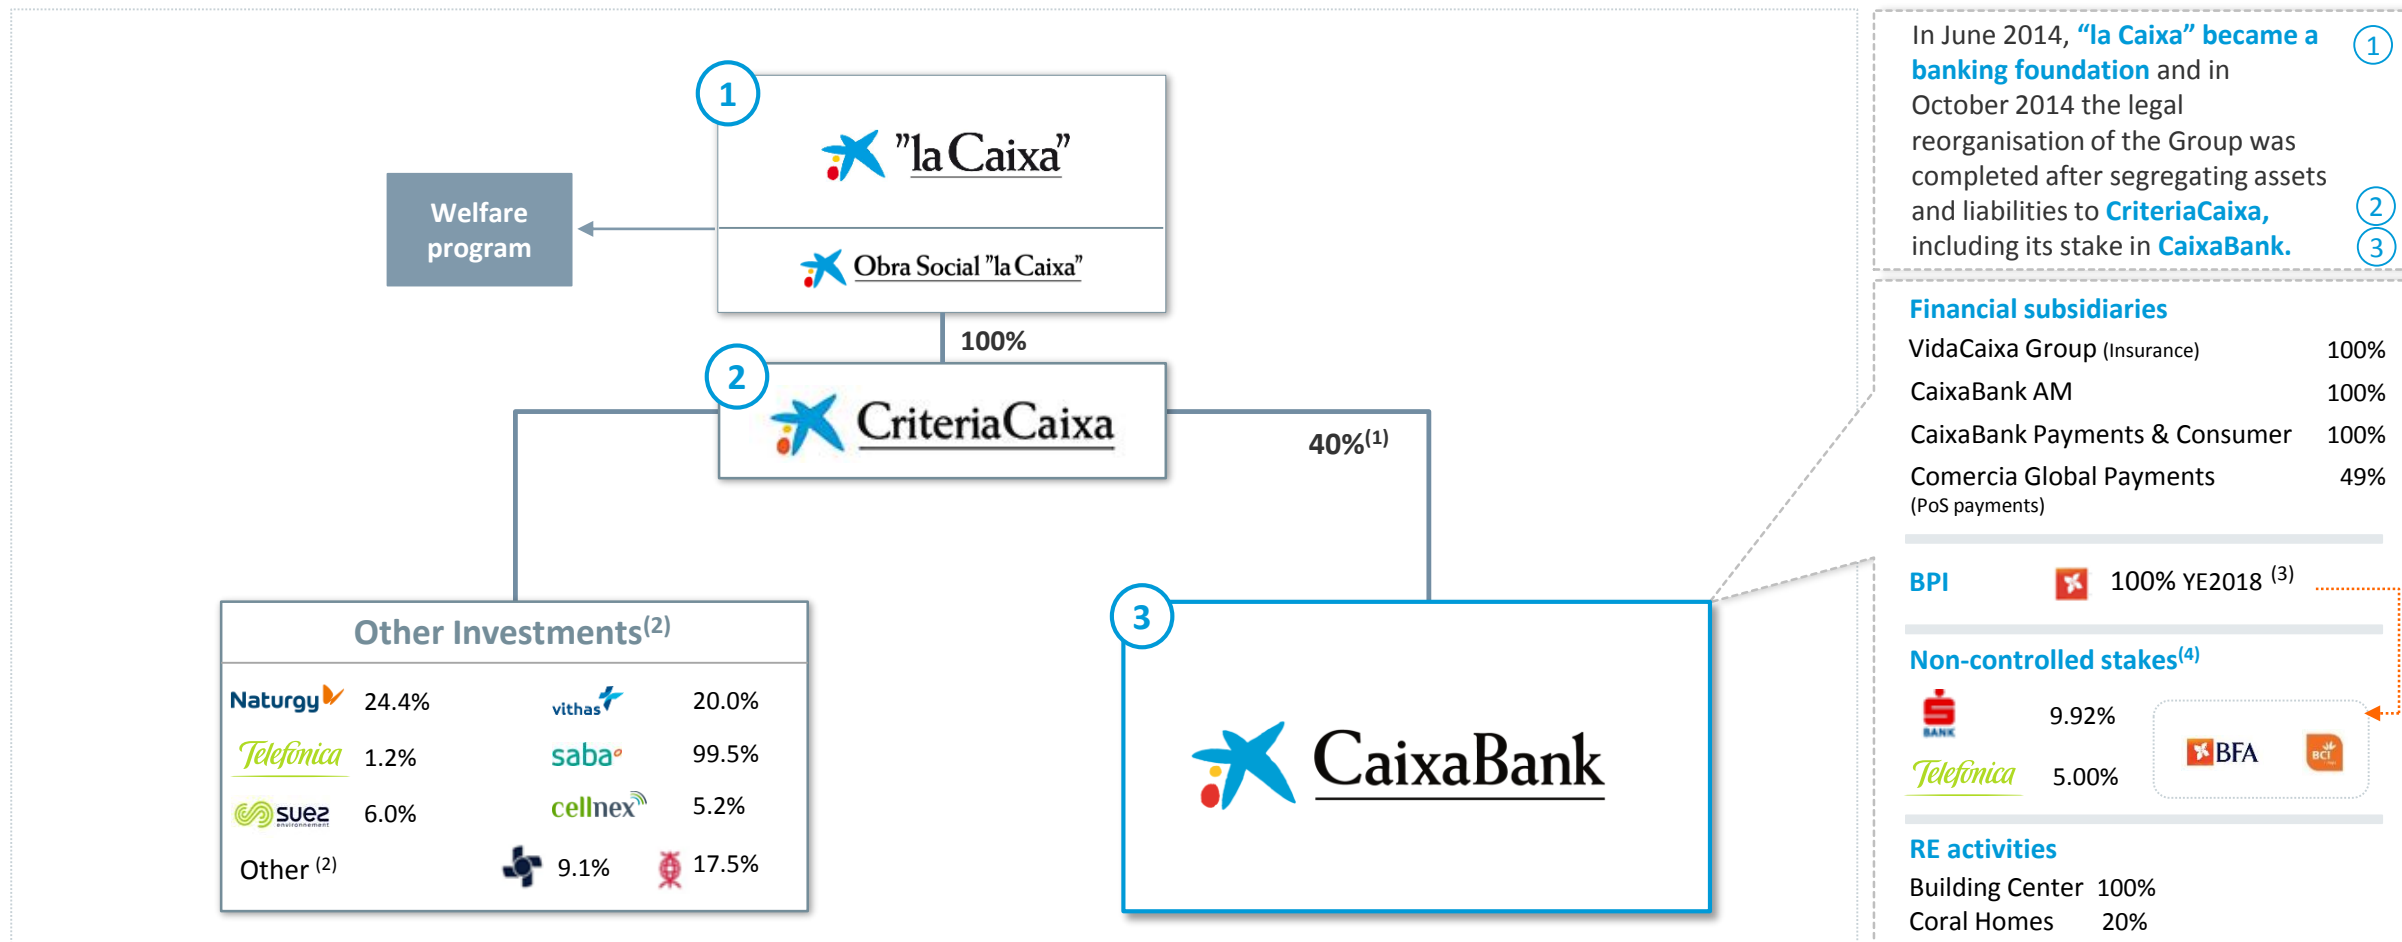 1
"la Caixa"
Obra Social "la Caixa"
Welfare
program
100%
2
CriteriaCaixa
40%(1)
Other Investments(2)
Naturgy 24.4%
vithas 20.0%
Telefónica 1.2%
saba 99.5%
suez 6.0%
environnement
cellnex 5.2%
Other (2) 9.1% 17.5%
3
CaixaBank
In June 2014, “la Caixa” became a 1
banking foundation and in
October 2014 the legal
reorganisation of the Group was
completed after segregating assets
and liabilities to CriteriaCaixa, 2
including its stake in CaixaBank. 3
Financial subsidiaries
VidaCaixa Group (Insurance) 100%
CaixaBank AM 100%
CaixaBank Payments & Consumer 100%
Comercia Global Payments 49%
(PoS payments)
BPI 100% YE2018 (3)
Non-controlled stakes(4)
BANK 9.92%
Telefónica 5.00%
BFA
BCI
RE activities
Building Center 100%
Coral Homes 20%